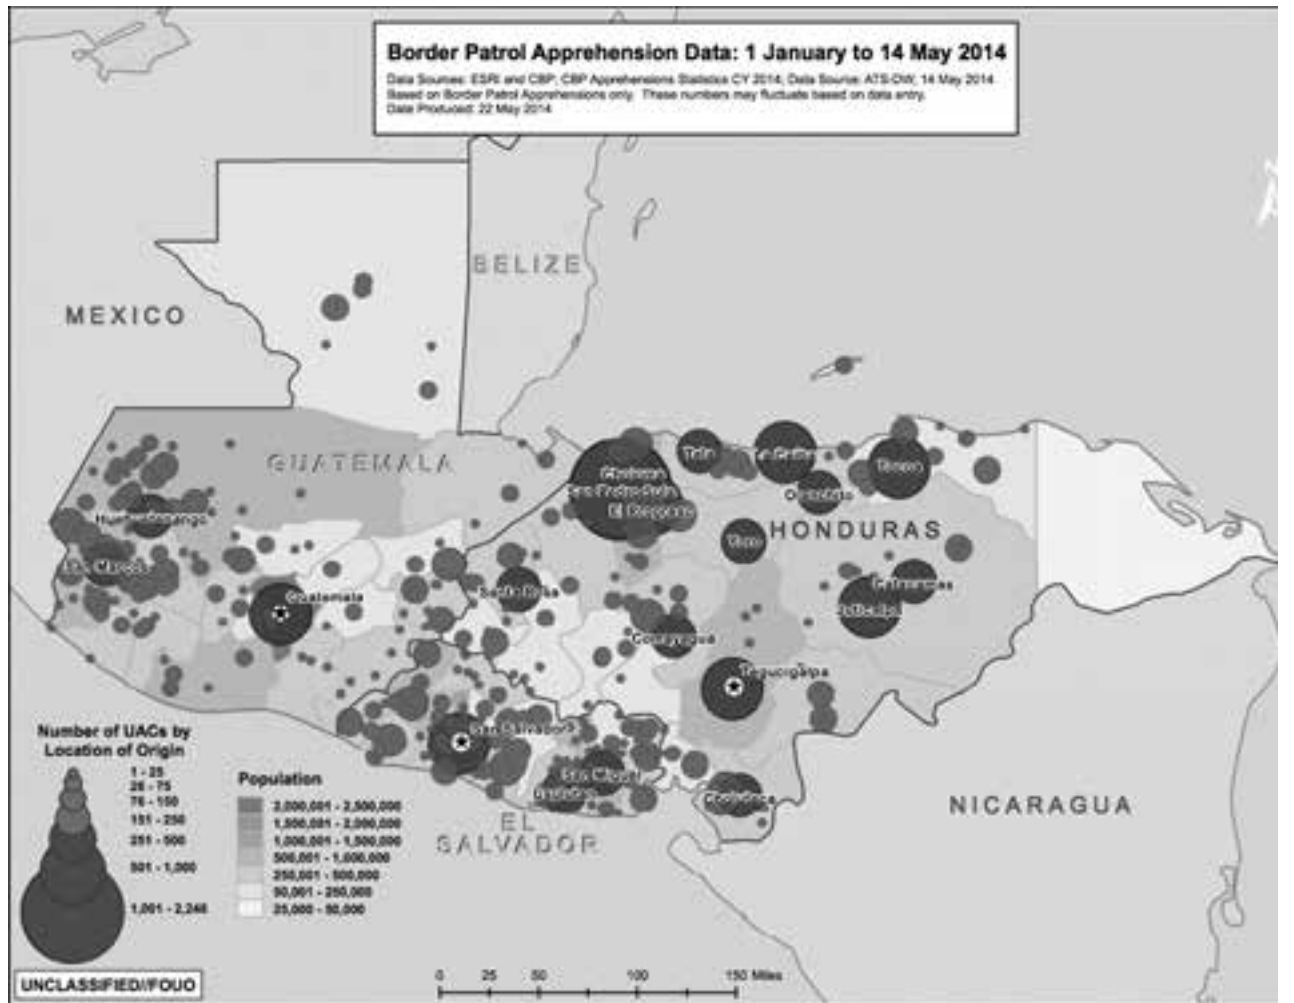 Border Patrol Apprehension Data: 1 January to 14 May 2014
Data Sources: ESRI and CBP; CBP Apprehensions Statistics CY 2014; Data Source: ATS-DW, 14 May 2014
Based on Border Patrol Apprehensions only. These numbers may fluctuate based on data entry.
Date Produced: 22 May 2014
BELIZE
MEXICO
GUATEMALA
Tela
La Ceiba
Tocoa
Choloma
San Pedro Sula
El Progreso
Olanchito
Huehuetenango
HONDURAS
Yoro
San Marcos
Catacamas
Santa Rosa
Guatemala
Juticalpa
Comayagua
Tegucigalpa
San Salvador
San Miguel
Usulutan
Choluteca
NICARAGUA
EL
SALVADOR
Number of UACs by
Location of Origin
1 - 25
26 - 75
76 - 150
151 - 250
251 - 500
501 - 1,000
1,001 - 2,248
Population
2,000,001 - 2,500,000
1,500,001 - 2,000,000
1,000,001 - 1,500,000
500,001 - 1,000,000
250,001 - 500,000
50,001 - 250,000
25,000 - 50,000
0 25 50 100 150 Miles
UNCLASSIFIED//FOUO